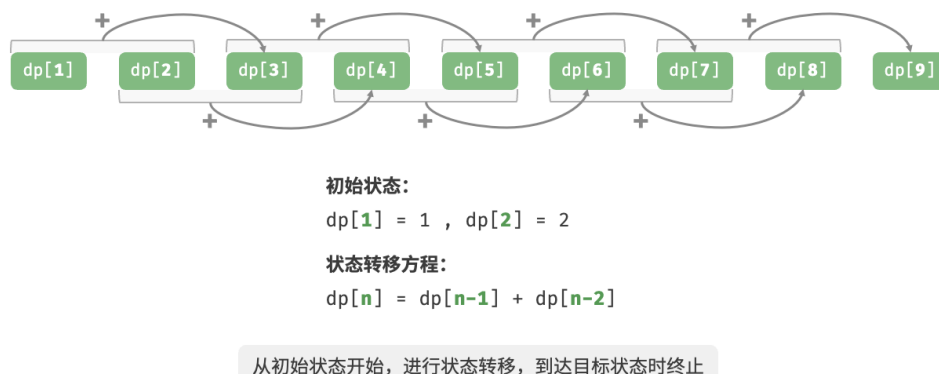 + + + +
dp[1] dp[2] dp[3] dp[4] dp[5] dp[6] dp[7] dp[8] dp[9]
+ + +
初始状态：
dp[1] = 1 , dp[2] = 2
状态转移方程：
dp[n] = dp[n-1] + dp[n-2]
从初始状态开始，进行状态转移，到达目标状态时终止